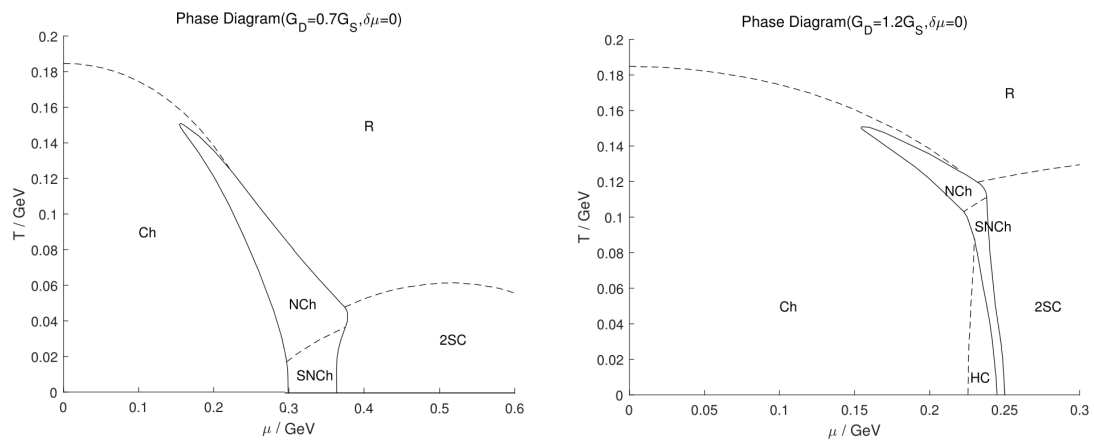 Phase Diagram(G_D=0.7G_S,δμ=0)
0.2
0.18
0.16
0.14
0.12
0.1
0.08
0.06
0.04
0.02
0
T / GeV
R
Ch
NCh
2SC
SNCh
0
0.1
0.2
0.3
0.4
0.5
0.6
μ / GeV
Phase Diagram(G_D=1.2G_S,δμ=0)
0.2
0.18
0.16
0.14
0.12
0.1
0.08
0.06
0.04
0.02
0
T / GeV
R
NCh
SNCh
Ch
2SC
HC
0
0.05
0.1
0.15
0.2
0.25
0.3
μ / GeV